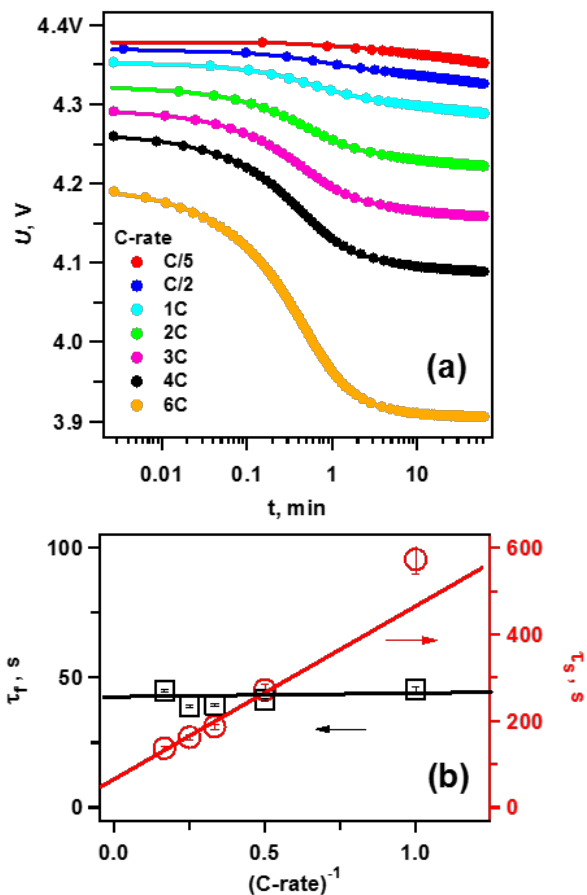 4.4V
4.3
4.2
4.1
4.0
3.9
U, V
C-rate
C/5
C/2
1C
2C
3C
4C
6C
(a)
0.01
0.1
1
10
t, min
100
50
0
τf , s
600
400
200
0
τs , s
(b)
0.0
0.5
1.0
(C-rate)-1